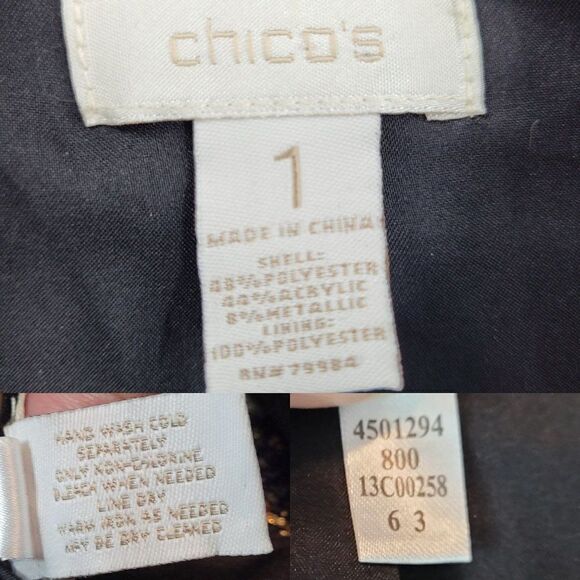 chico's
1
MADE IN CHINA
SHELL:
48%POLYESTER
44%ACRYLIC
8%METALLIC
LINING:
100%POLYESTER
RN#79984
HAND WASH COLD
SEPARATELY
ONLY NON-CHLORINE
BLEACH WHEN NEEDED
LINE DRY
WARM IRON AS NEEDED
MAY BE DRY CLEANED
4501294
800
13C00258
6 3